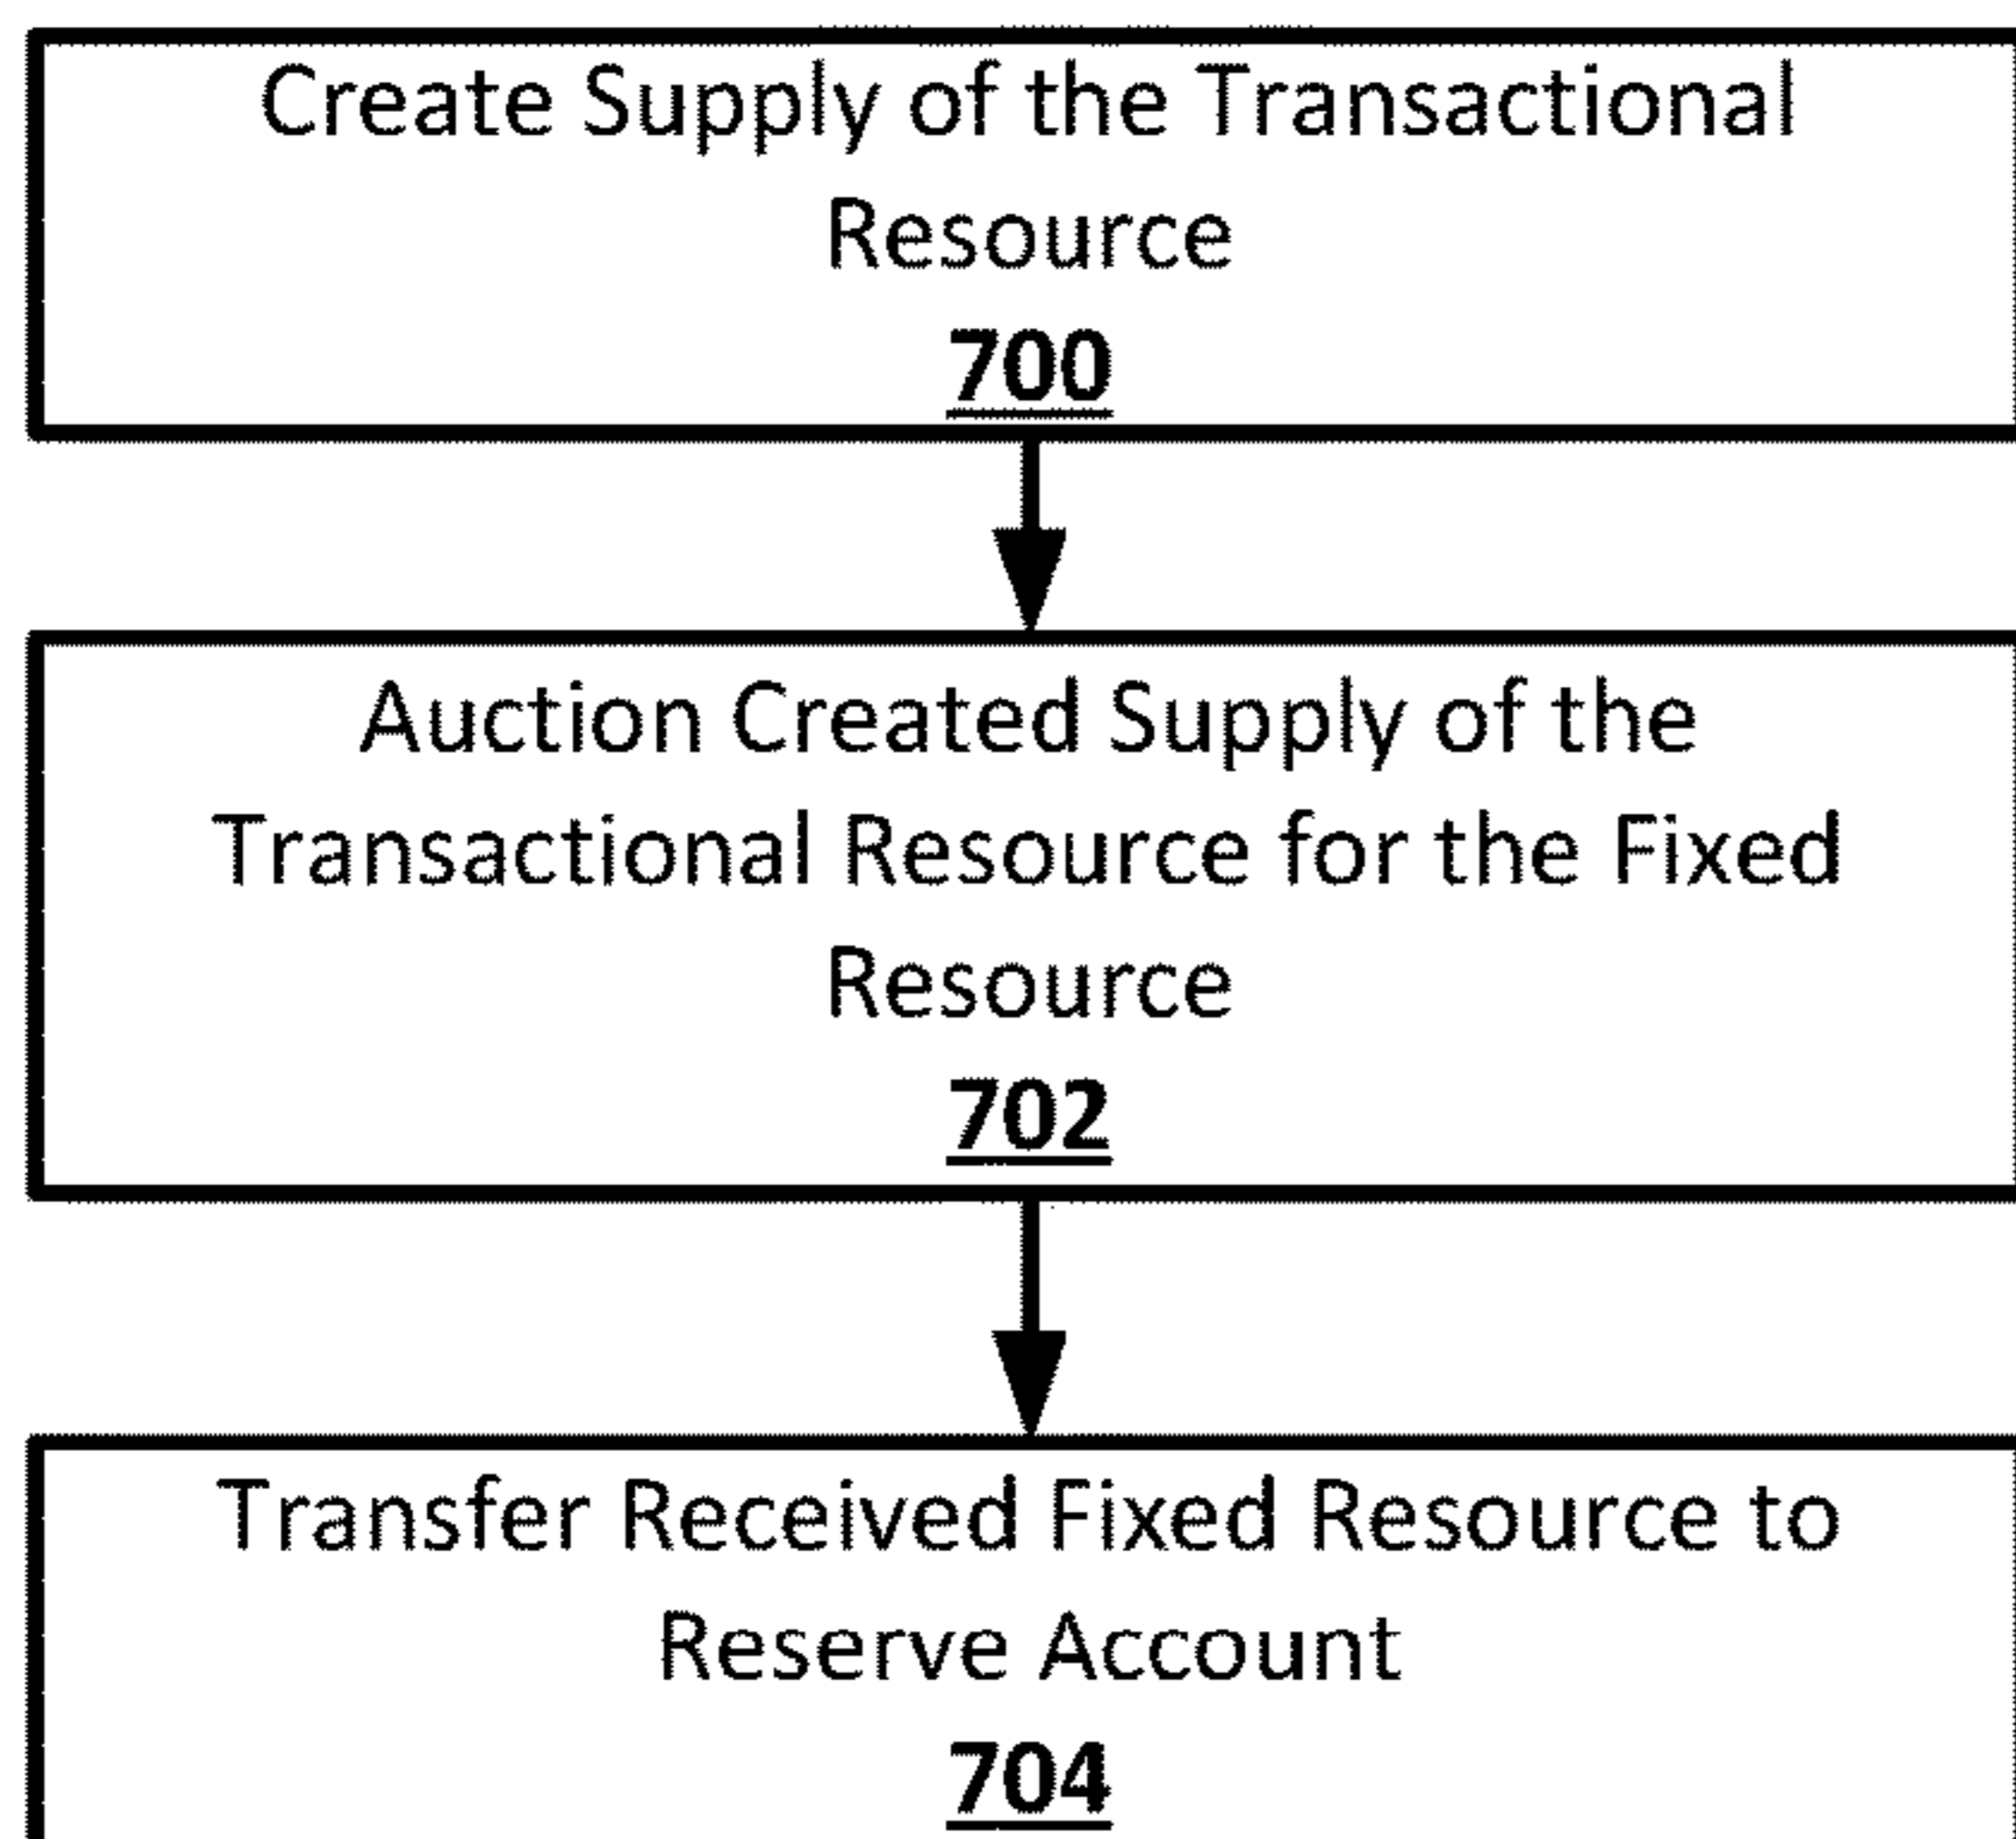 Create Supply of the Transactional
Resource
700
Auction Created Supply of the
Transactional Resource for the Fixed
Resource
702
Transfer Received Fixed Resource to
Reserve Account
704